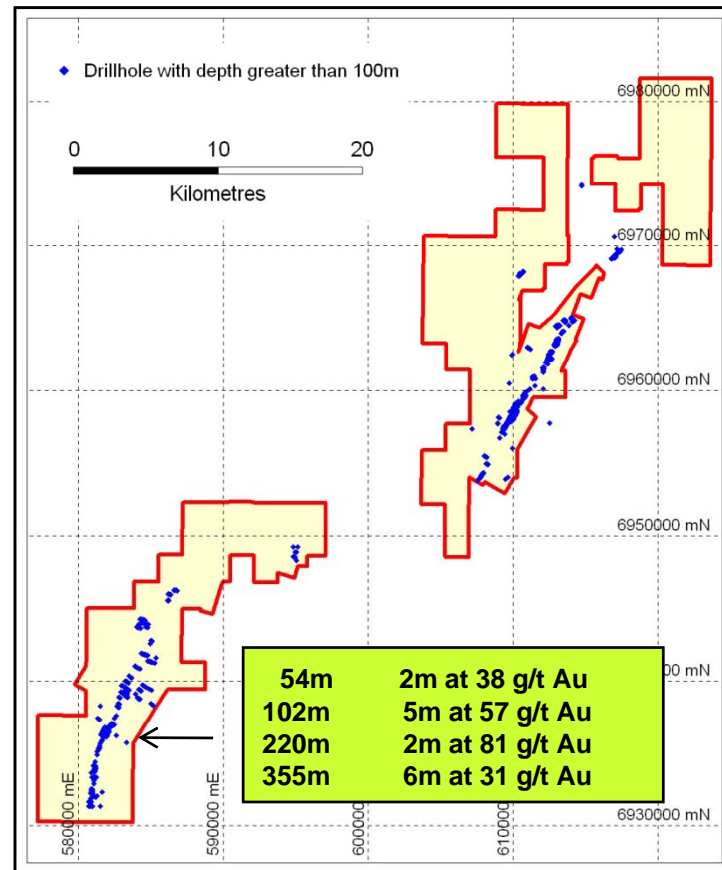 6980000 mN
Drillhole with depth greater than 100m
0 10 20
Kilometres
6970000 mN
6960000 mN
6950000 mN
54m 2m at 38 g/t Au
102m 5m at 57 g/t Au
220m 2m at 81 g/t Au
355m 6m at 31 g/t Au
00 mN
6930000 mN
580000 mE
590000
600000
610000